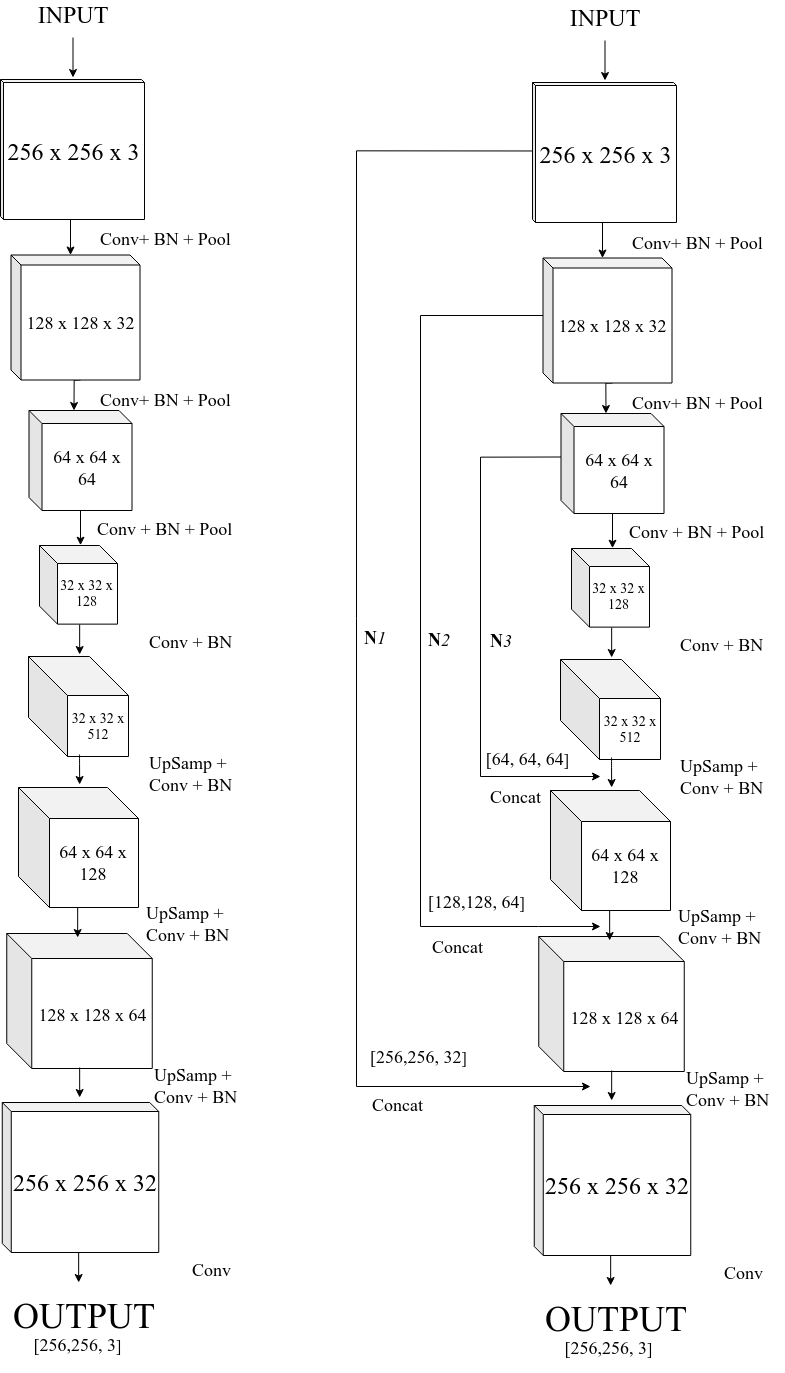 INPUT
256 x 256 x 3
Conv+ BN + Pool
128 x 128 x 32
Conv+ BN + Pool
64 x 64 x
64
Conv + BN + Pool
32 x 32 x
128
Conv + BN
32 x 32 x
512
UpSamp +
Conv + BN
64 x 64 x
128
UpSamp +
Conv + BN
128 x 128 x 64
UpSamp +
Conv + BN
256 x 256 x 32
Conv
OUTPUT
[256,256, 3]
INPUT
256 x 256 x 3
Conv+ BN + Pool
128 x 128 x 32
Conv+ BN + Pool
64 x 64 x
64
Conv + BN + Pool
32 x 32 x
128
N1
N2
N3
Conv + BN
32 x 32 x
512
[64, 64, 64]
UpSamp +
Conv + BN
Concat
64 x 64 x
128
[128,128, 64]
UpSamp +
Conv + BN
Concat
128 x 128 x 64
[256,256, 32]
UpSamp +
Conv + BN
Concat
256 x 256 x 32
Conv
OUTPUT
[256,256, 3]